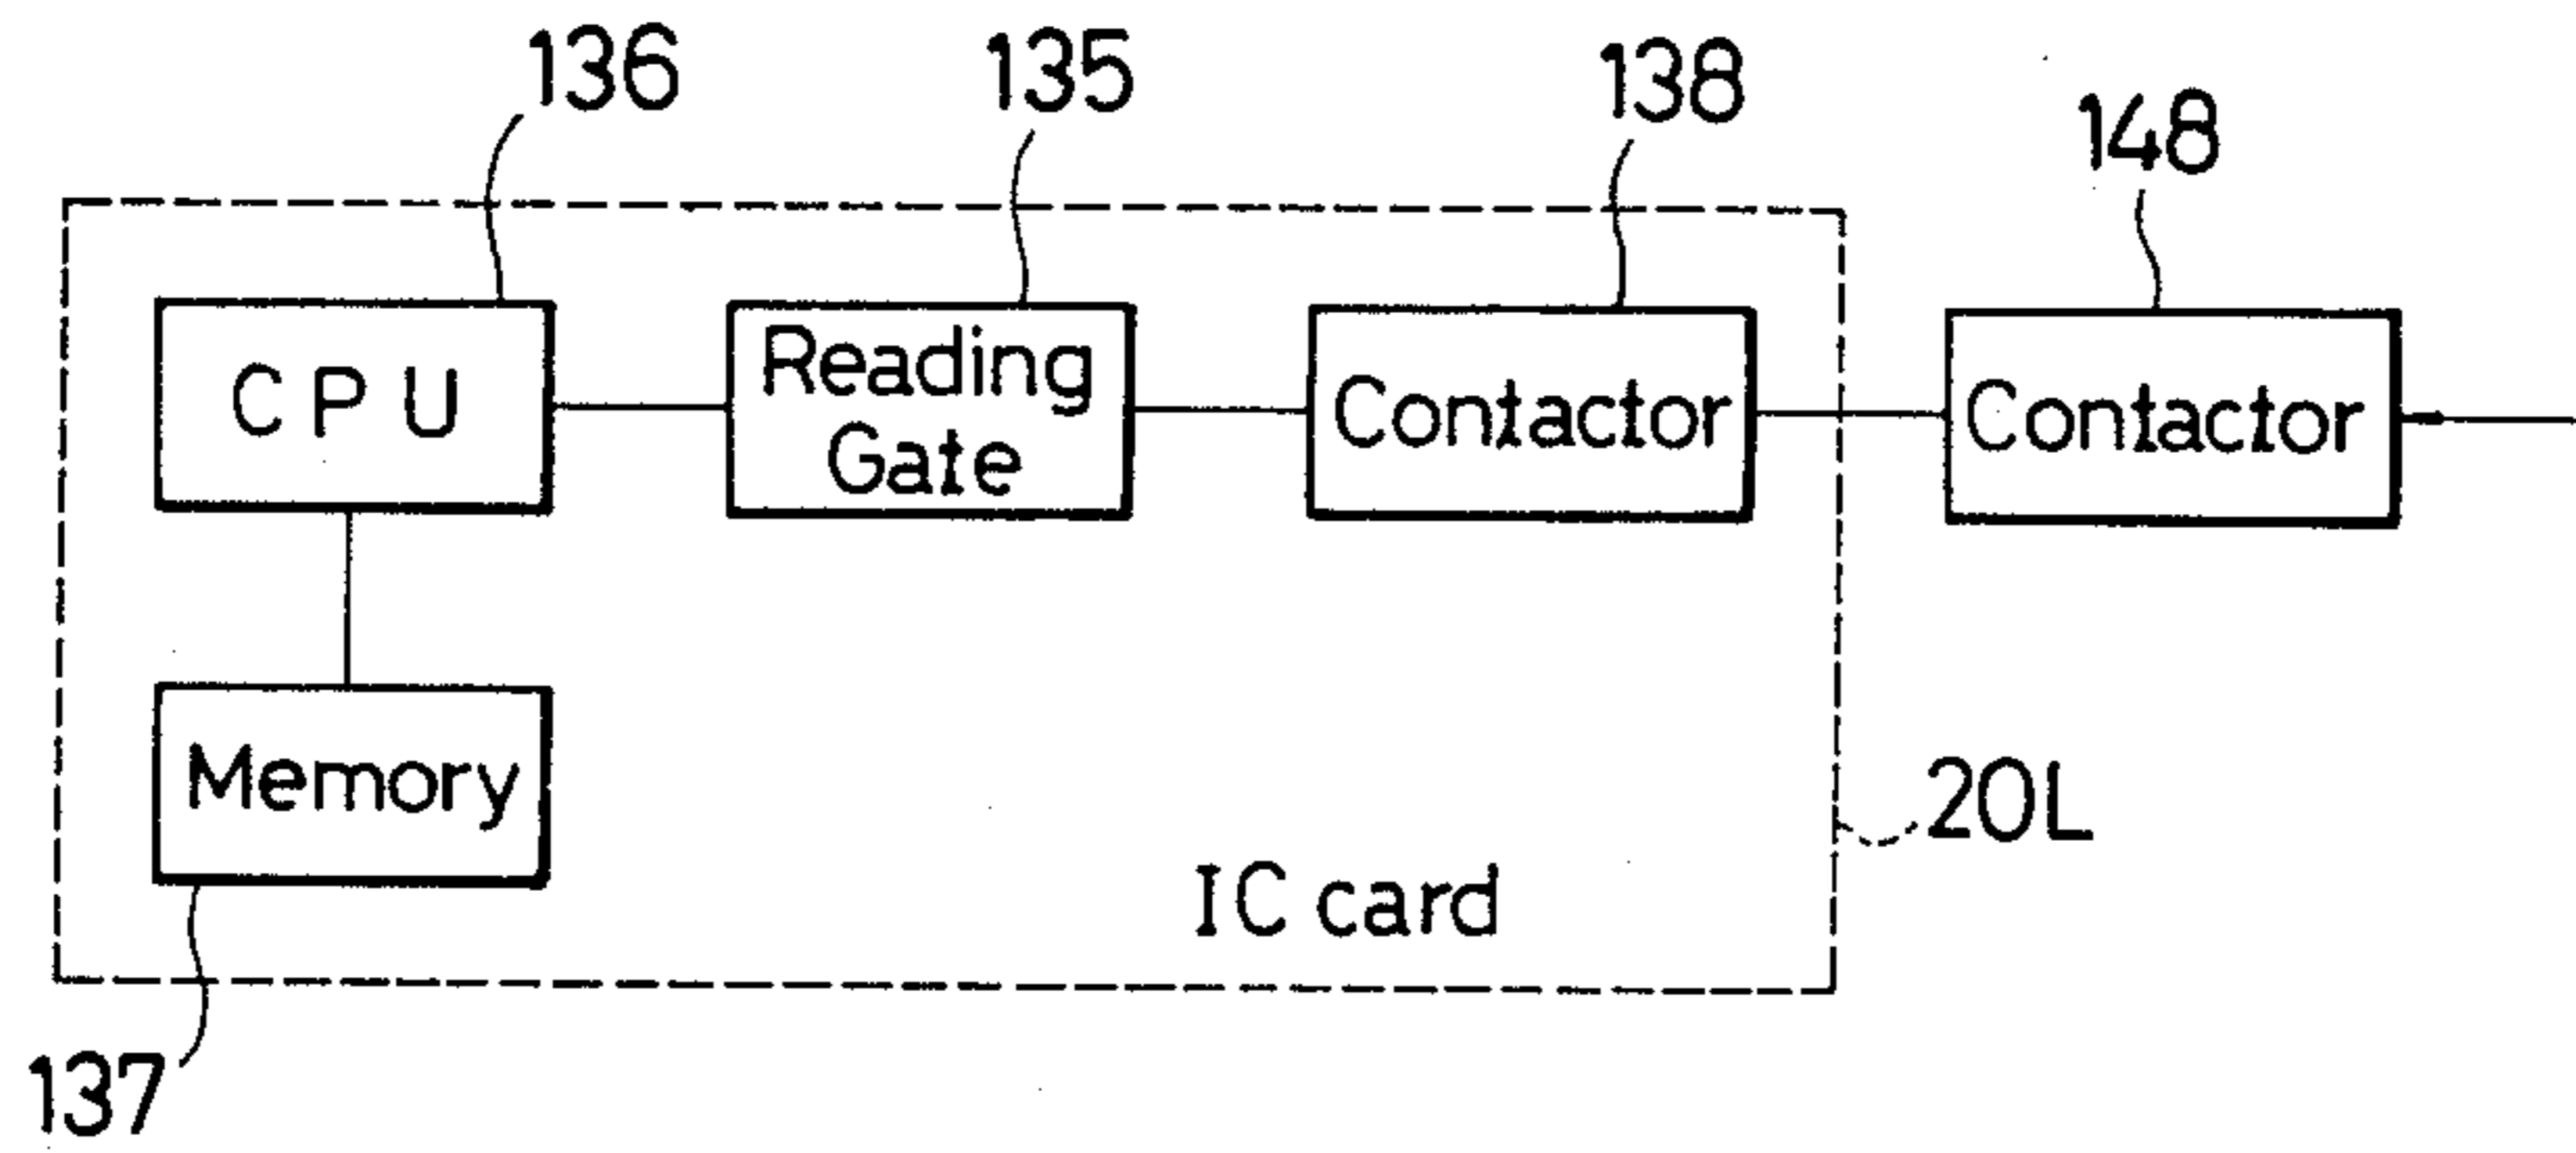 136
135
138
148
CPU
Reading
Gate
Contactor
Contactor
Memory
20L
IC card
137